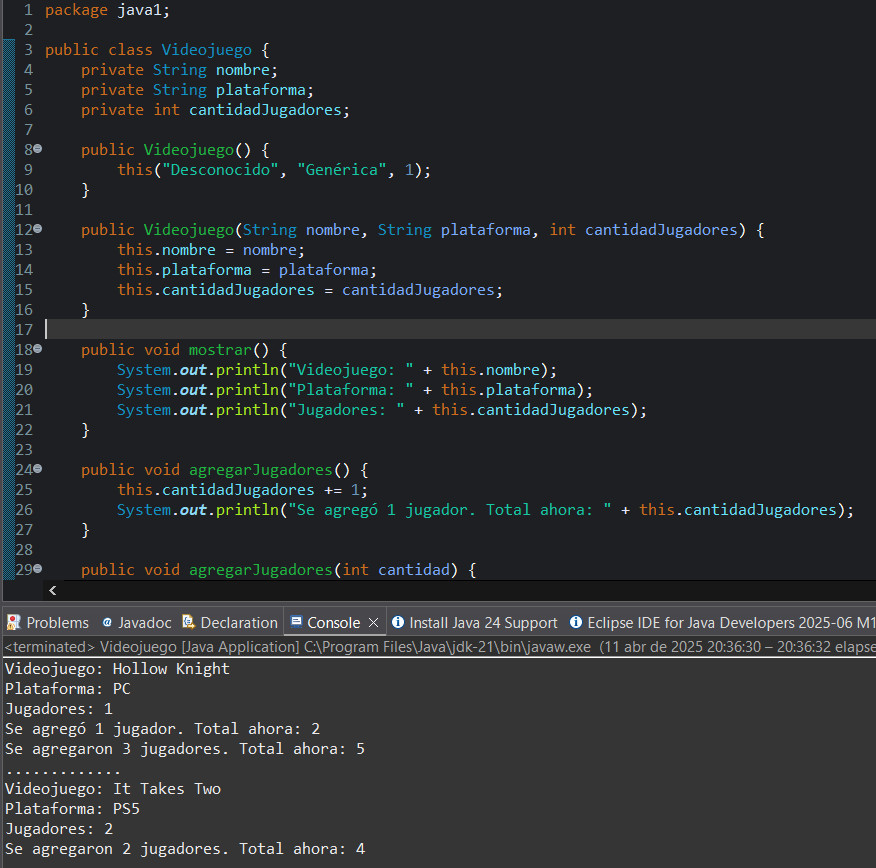 1 package java1;
2
3 public class Videojuego {
4     private String nombre;
5     private String plataforma;
6     private int cantidadJugadores;
7
8     public Videojuego() {
9         this("Desconocido", "Genérica", 1);
10     }
11
12     public Videojuego(String nombre, String plataforma, int cantidadJugadores) {
13         this.nombre = nombre;
14         this.plataforma = plataforma;
15         this.cantidadJugadores = cantidadJugadores;
16     }
17
18     public void mostrar() {
19         System.out.println("Videojuego: " + this.nombre);
20         System.out.println("Plataforma: " + this.plataforma);
21         System.out.println("Jugadores: " + this.cantidadJugadores);
22     }
23
24     public void agregarJugadores() {
25         this.cantidadJugadores += 1;
26         System.out.println("Se agregó 1 jugador. Total ahora: " + this.cantidadJugadores);
27     }
28
29     public void agregarJugadores(int cantidad) {
Problems @ Javadoc Declaration Console Install Java 24 Support Eclipse IDE for Java Developers 2025-06 M1
<terminated> Videojuego [Java Application] C:\Program Files\Java\jdk-21\bin\javaw.exe (11 abr de 2025 20:36:30 – 20:36:32 elapse
Videojuego: Hollow Knight
Plataforma: PC
Jugadores: 1
Se agregó 1 jugador. Total ahora: 2
Se agregaron 3 jugadores. Total ahora: 5
.............
Videojuego: It Takes Two
Plataforma: PS5
Jugadores: 2
Se agregaron 2 jugadores. Total ahora: 4